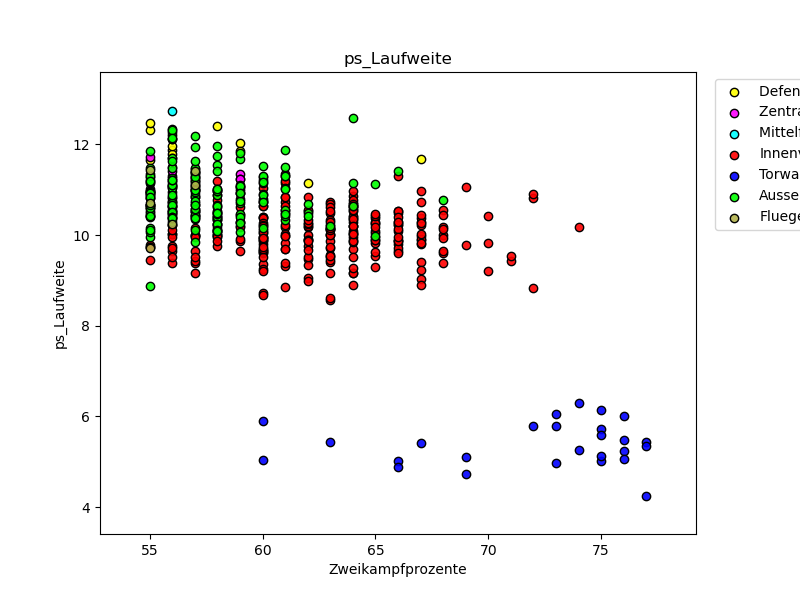 ps_Laufweite
12
10
8
6
4
ps_Laufweite
55
60
65
70
75
Zweikampfprozente
Defen
Zentra
Mittelf
Innenv
Torwa
Ausse
Fluege